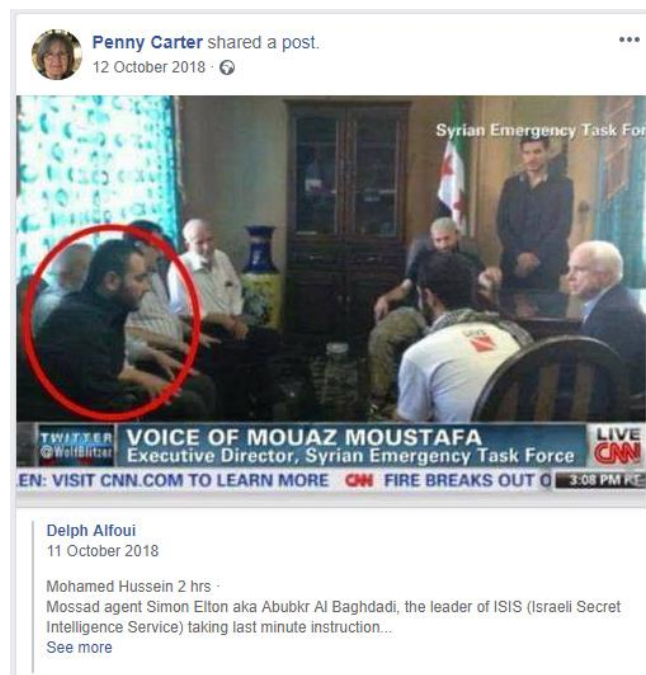 Penny Carter shared a post.
12 October 2018
Syrian Emergency Task For
TWITTER
@WolfBlitzer
VOICE OF MOUAZ MOUSTAFA
Executive Director, Syrian Emergency Task Force
LIVE
CNN
.EN: VISIT CNN.COM TO LEARN MORE CNN FIRE BREAKS OUT O
3:08 PM ET
Delph Alfoui
11 October 2018
Mohamed Hussein 2 hrs ·
Mossad agent Simon Elton aka Abubkr Al Baghdadi, the leader of ISIS (Israeli Secret
Intelligence Service) taking last minute instruction...
See more